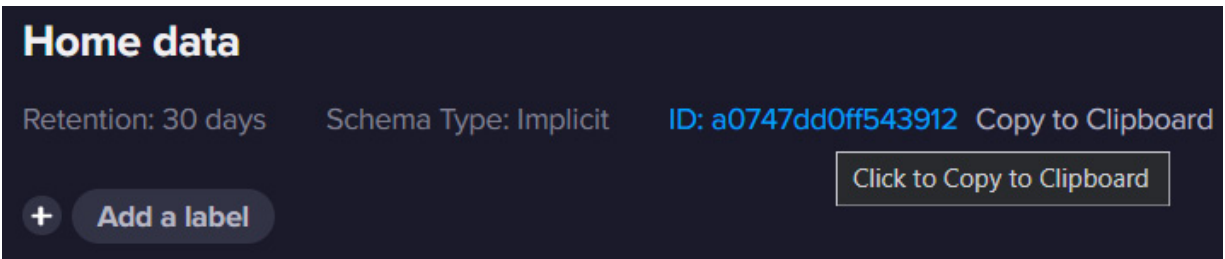 Home data
Retention: 30 days Schema Type: Implicit ID: a0747dd0ff543912 Copy to Clipboard
Click to Copy to Clipboard
+ Add a label